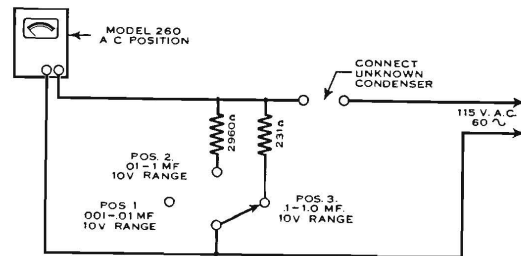 MODEL 260
A C POSITION
CONNECT
UNKNOWN
CONDENSER
115 V. A.C.
60 ∿
2960Ω
231Ω
POS. 2.
.01-1 MF.
10V RANGE
POS 1
.001-.01 MF.
10V RANGE
POS. 3.
.1-1.0 MF.
10V RANGE